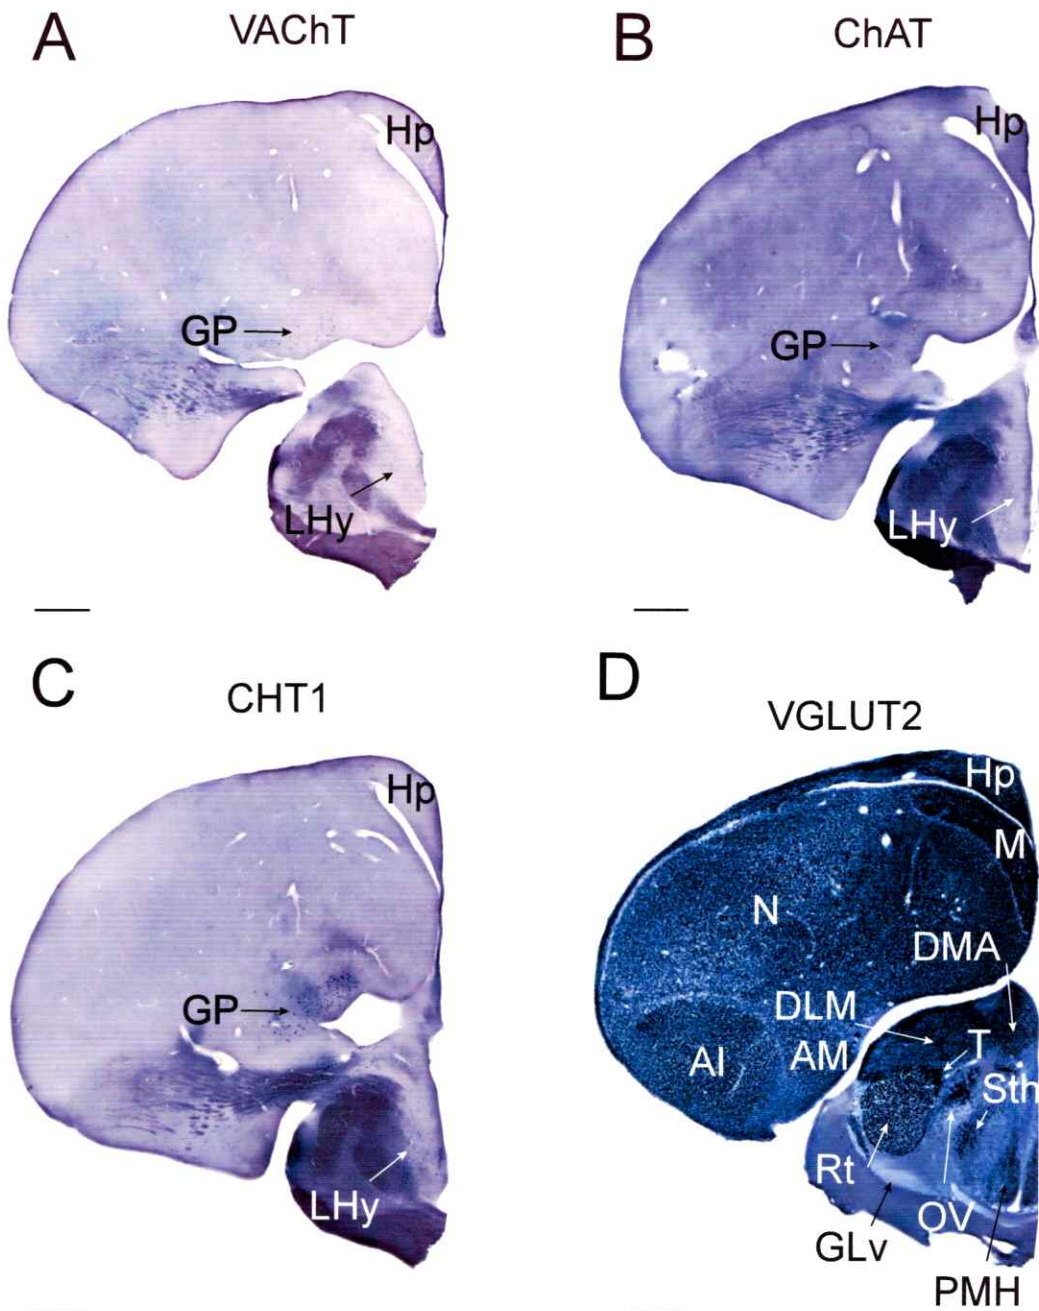 A
VAChT
Hp
GP
LHy
B
ChAT
Hp
GP
LHy
C
CHT1
Hp
GP
LHy
D
VGLUT2
Hp
M
N
DMA
DLM
T
AI
AM
Sth
Rt
OV
GLv
PMH